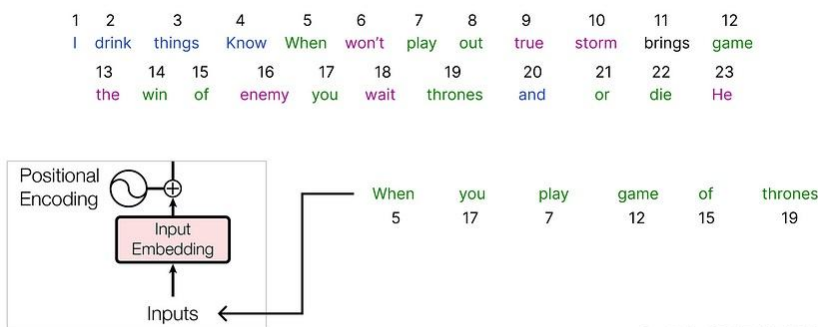 1 2 3 4 5 6 7 8 9 10 11 12
I drink things Know When won't play out true storm brings game
13 14 15 16 17 18 19 20 21 22 23
the win of enemy you wait thrones and or die He
Positional
Encoding
Input
Embedding
Inputs
When you play game of thrones
5 17 7 12 15 19